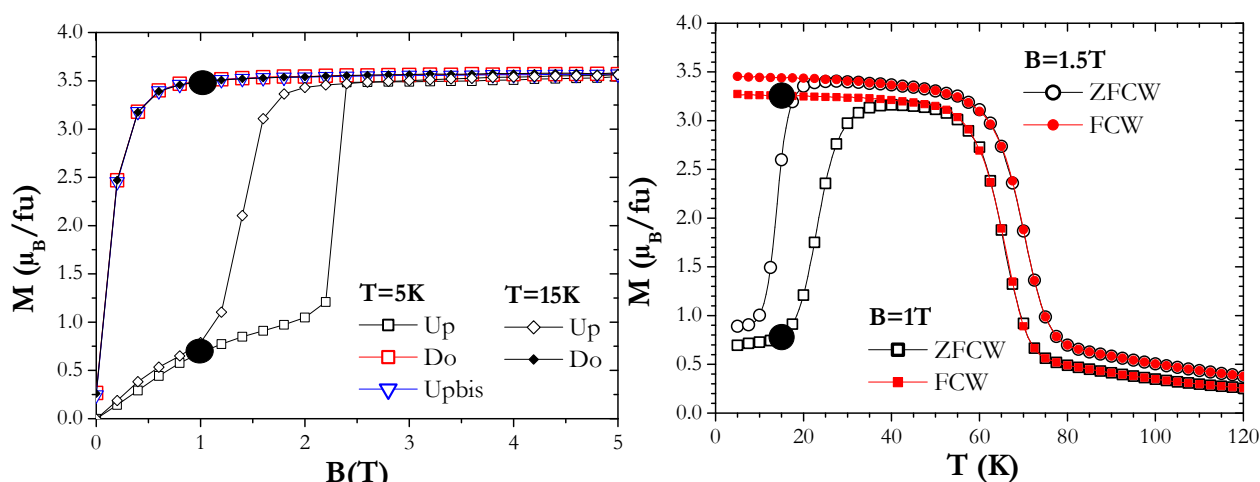 4.0
3.5
3.0
2.5
2.0
1.5
1.0
0.5
0.0
M (μB/fu)
T=5K
Up
Do
Upbis
T=15K
Up
Do
0 1 2 3 4 5
B(T)
4.0
3.5
3.0
2.5
2.0
1.5
1.0
0.5
0.0
M (μB/fu)
B=1.5T
ZFCW
FCW
B=1T
ZFCW
FCW
0 20 40 60 80 100 120
T (K)